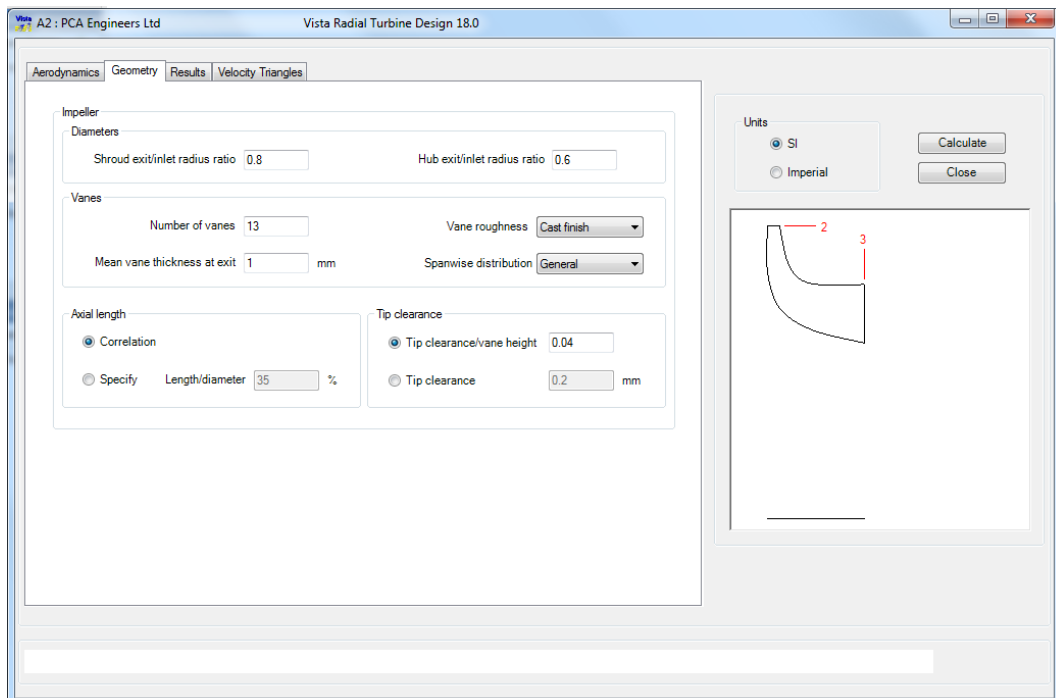 Vista A2 : PCA Engineers Ltd Vista Radial Turbine Design 18.0
Aerodynamics Geometry Results Velocity Triangles
Impeller
Diameters
Shroud exit/inlet radius ratio 0.8 Hub exit/inlet radius ratio 0.6
Vanes
Number of vanes 13 Vane roughness Cast finish
Mean vane thickness at exit 1 mm Spanwise distribution General
Axial length
Correlation
Specify Length/diameter 35 %
Tip clearance
Tip clearance/vane height 0.04
Tip clearance 0.2 mm
Units
SI
Imperial
Calculate
Close
2
3